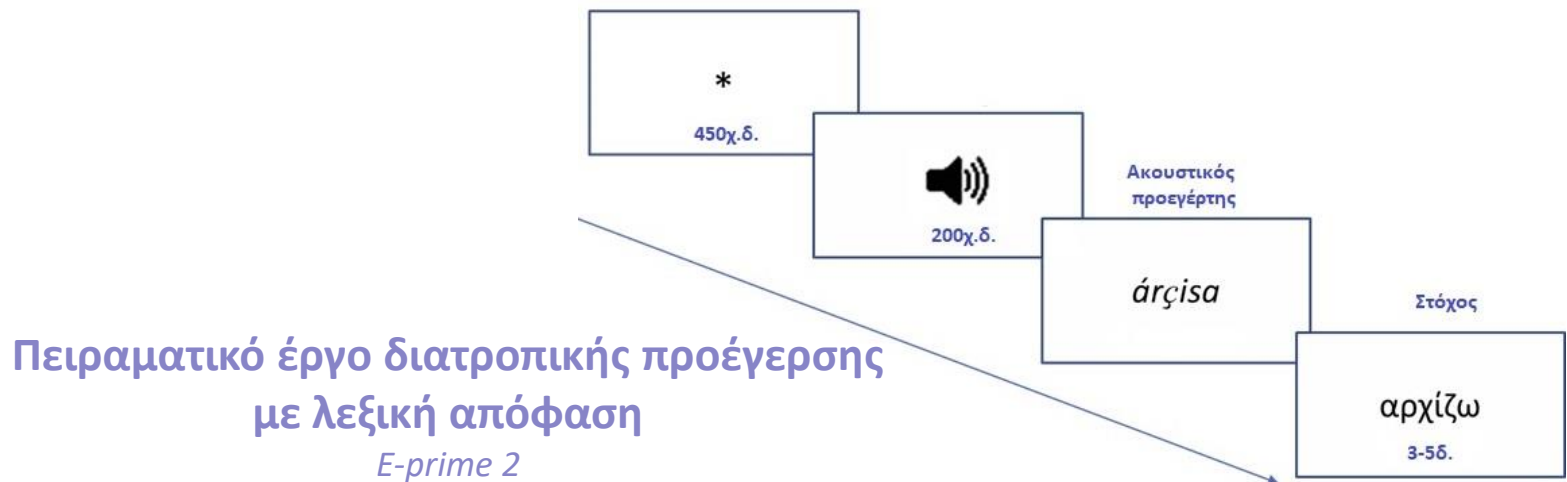 *
450χ.δ.
200χ.δ.
Ακουστικός
προεγέρτης
árçisa
Στόχος
αρχίζω
3-5δ.
Πειραματικό έργο διατροπικής προέγερσης
με λεξική απόφαση
E-prime 2